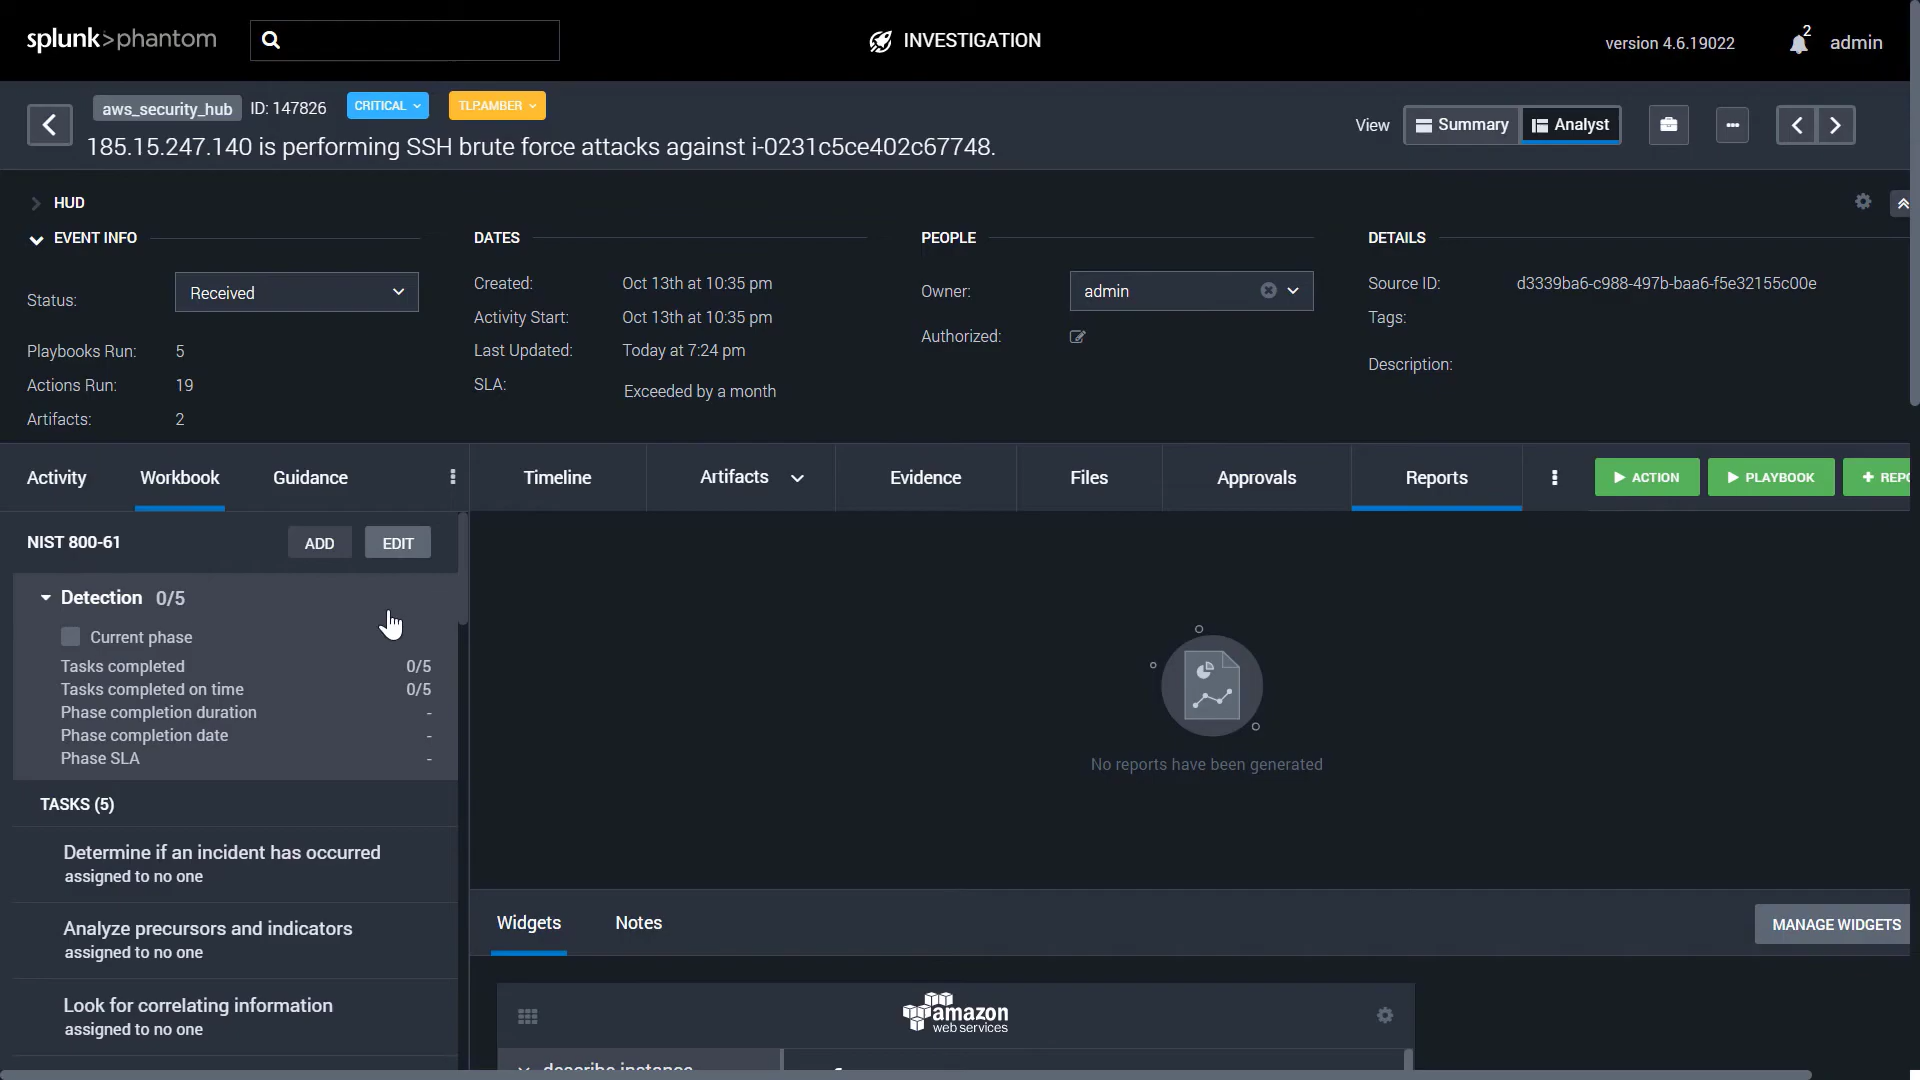 splunk>phantom
INVESTIGATION
version 4.6.19022
2
admin
aws_security_hub
ID: 147826
CRITICAL
TLP:AMBER
185.15.247.140 is performing SSH brute force attacks against i-0231c5ce402c67748.
View
Summary
Analyst
HUD
EVENT INFO
Status:
Received
Playbooks Run: 5
Actions Run: 19
Artifacts: 2
DATES
Created: Oct 13th at 10:35 pm
Activity Start: Oct 13th at 10:35 pm
Last Updated: Today at 7:24 pm
SLA: Exceeded by a month
PEOPLE
Owner: admin
Authorized:
DETAILS
Source ID: d3339ba6-c988-497b-baa6-f5e32155c00e
Tags:
Description:
Activity
Workbook
Guidance
Timeline
Artifacts
Evidence
Files
Approvals
Reports
ACTION
PLAYBOOK
+ REPO
NIST 800-61
ADD
EDIT
Detection 0/5
Current phase
Tasks completed 0/5
Tasks completed on time 0/5
Phase completion duration -
Phase completion date -
Phase SLA -
TASKS (5)
Determine if an incident has occurred
assigned to no one
Analyze precursors and indicators
assigned to no one
Look for correlating information
assigned to no one
No reports have been generated
Widgets
Notes
MANAGE WIDGETS
amazon
web services
describe instance